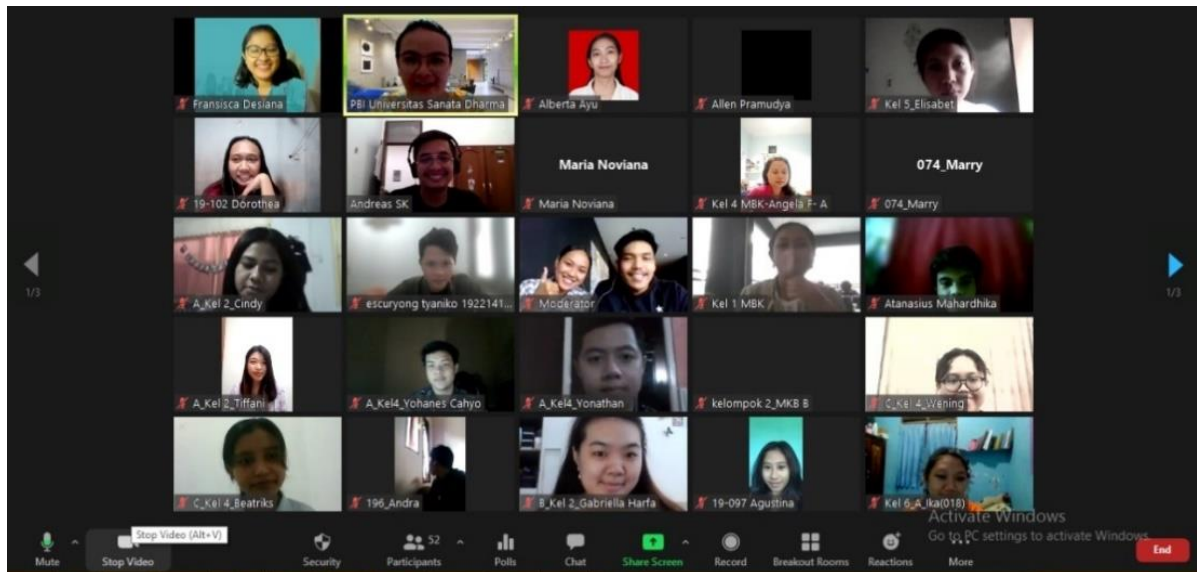 Fransisca Desiana
PBI Universitas Sanata Dharma
Alberta Ayu
Allen Pramudya
Kel 5_Elisabet
19-102 Dorothea
Andreas SK
Maria Noviana
Maria Noviana
Kel 4 MBK-Angela F- A
074_Marry
074_Marry
A_Kel 2_Cindy
escuryong tyaniko 1922141...
Moderator
Kel 1 MBK
Atanasius Mahardhika
1/3
1/3
A_Kel 2_Tiffani
A_Kel4_Yohanes Cahyo
A_Kel4_Yonathan
kelompok 2_MKB B
C_Kel 4_Wening
C_Kel 4_Beatriks
196_Andra
B_Kel 2_Gabriella Harfa
19-097 Agustina
Kel 6_A_Ika(018)
Activate Windows
Go to PC settings to activate Windows.
Stop Video (Alt+V)
52
Mute
Stop Video
Security
Participants
Polls
Chat
Share Screen
Record
Breakout Rooms
Reactions
More
End